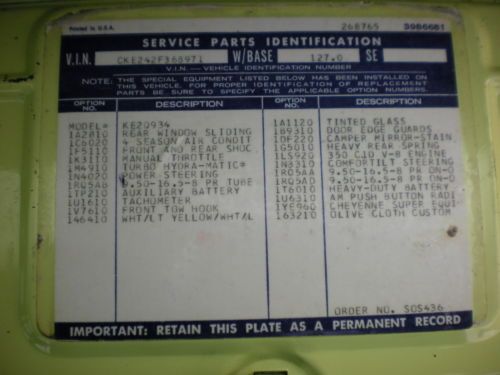 Printed in U.S.A. 268765 3986681
SERVICE PARTS IDENTIFICATION
V.I.N. CKE242F368971 W/BASE 127.0 SE
V.I.N. — VEHICLE IDENTIFICATION NUMBER
NOTE: THE SPECIAL EQUIPMENT LISTED BELOW HAS BEEN INSTALLED ON
THIS VEHICLE. FOR PROPER IDENTIFICATION OF REPLACEMENT
PARTS BE SURE TO SPECIFY THE APPLICABLE OPTION NUMBERS.
OPTION NO. DESCRIPTION OPTION NO. DESCRIPTION
MODEL# KE20934 1A1120 TINTED GLASS
1A2810 REAR WINDOW SLIDING 1B9310 DOOR EDGE GUARDS
1C6020 4 SEASON AIR CONDIT 1DF220 CAMPER MIRROR-STAIN
1F5110 FRONT AND REAR SHOC 1G5010 HEAVY REAR SPRING
1K3110 MANUAL THROTTLE 1LS920 350 CID V-8 ENGINE
1M4910 TURBO HYDRA-MATIC# 1N3310 COMFORTILT STEERING
1N4020 POWER STEERING 1R05AA 9.50-16.5-8 PR ON-O
1R05AB 9.50-16.5-8 PR TUBE 1R05AD 9.50-16.5-8 PR ON-O
1TP210 AUXILIARY BATTERY 1T6010 HEAVY-DUTY BATTERY
1U1610 TACHOMETER 1U6310 AM PUSH BUTTON RADI
1V7610 FRONT TOW HOOK 1YE960 CHEYENNE SUPER EQUI
146410 WHT/LT YELLOW/WHT/L 163210 OLIVE CLOTH CUSTOM
ORDER NO. SOS436
IMPORTANT: RETAIN THIS PLATE AS A PERMANENT RECORD